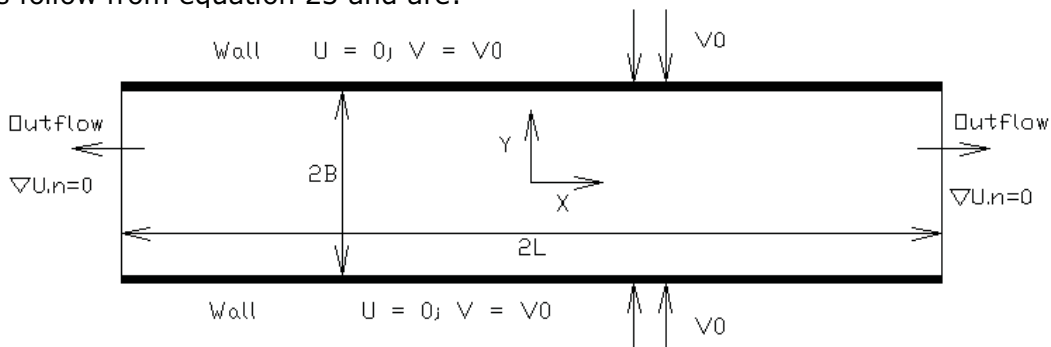 s follow from equation 25 and are:
Wall U = 0; V = V0
V0
Outflow
Outflow
Y
▽U.n=0
2B
X
▽U.n=0
2L
Wall U = 0; V = V0
V0